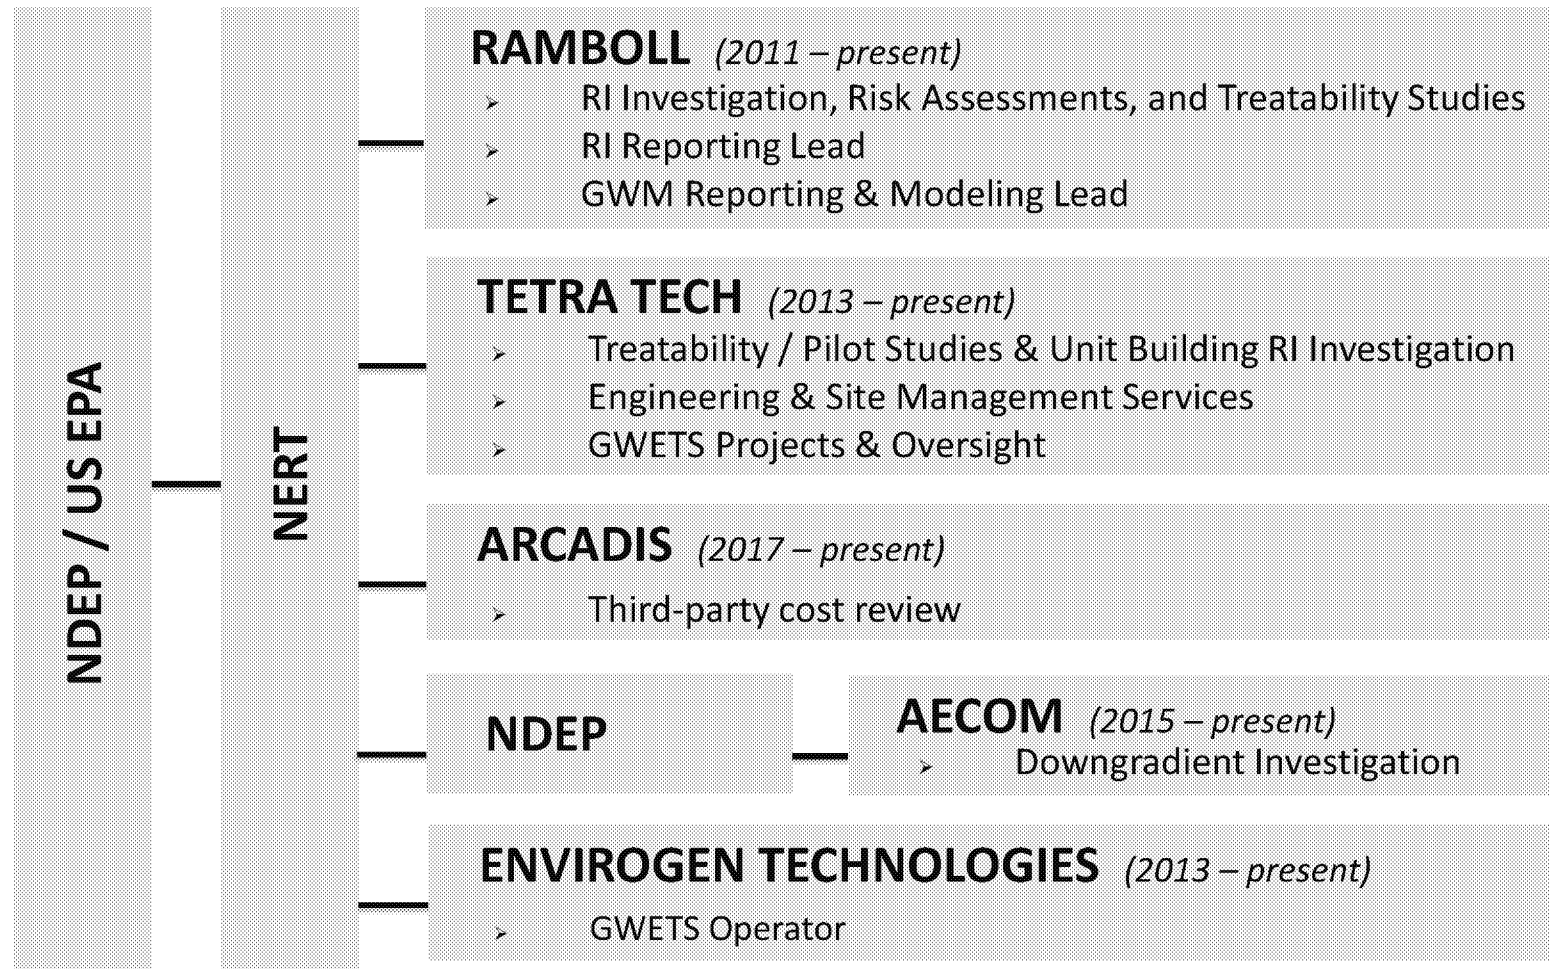 NDEP / US EPA
NERT
RAMBOLL (2011 – present)
➢ RI Investigation, Risk Assessments, and Treatability Studies
➢ RI Reporting Lead
➢ GWM Reporting & Modeling Lead
TETRA TECH (2013 – present)
➢ Treatability / Pilot Studies & Unit Building RI Investigation
➢ Engineering & Site Management Services
➢ GWETS Projects & Oversight
ARCADIS (2017 – present)
➢ Third-party cost review
NDEP
AECOM (2015 – present)
➢ Downgradient Investigation
ENVIROGEN TECHNOLOGIES (2013 – present)
➢ GWETS Operator